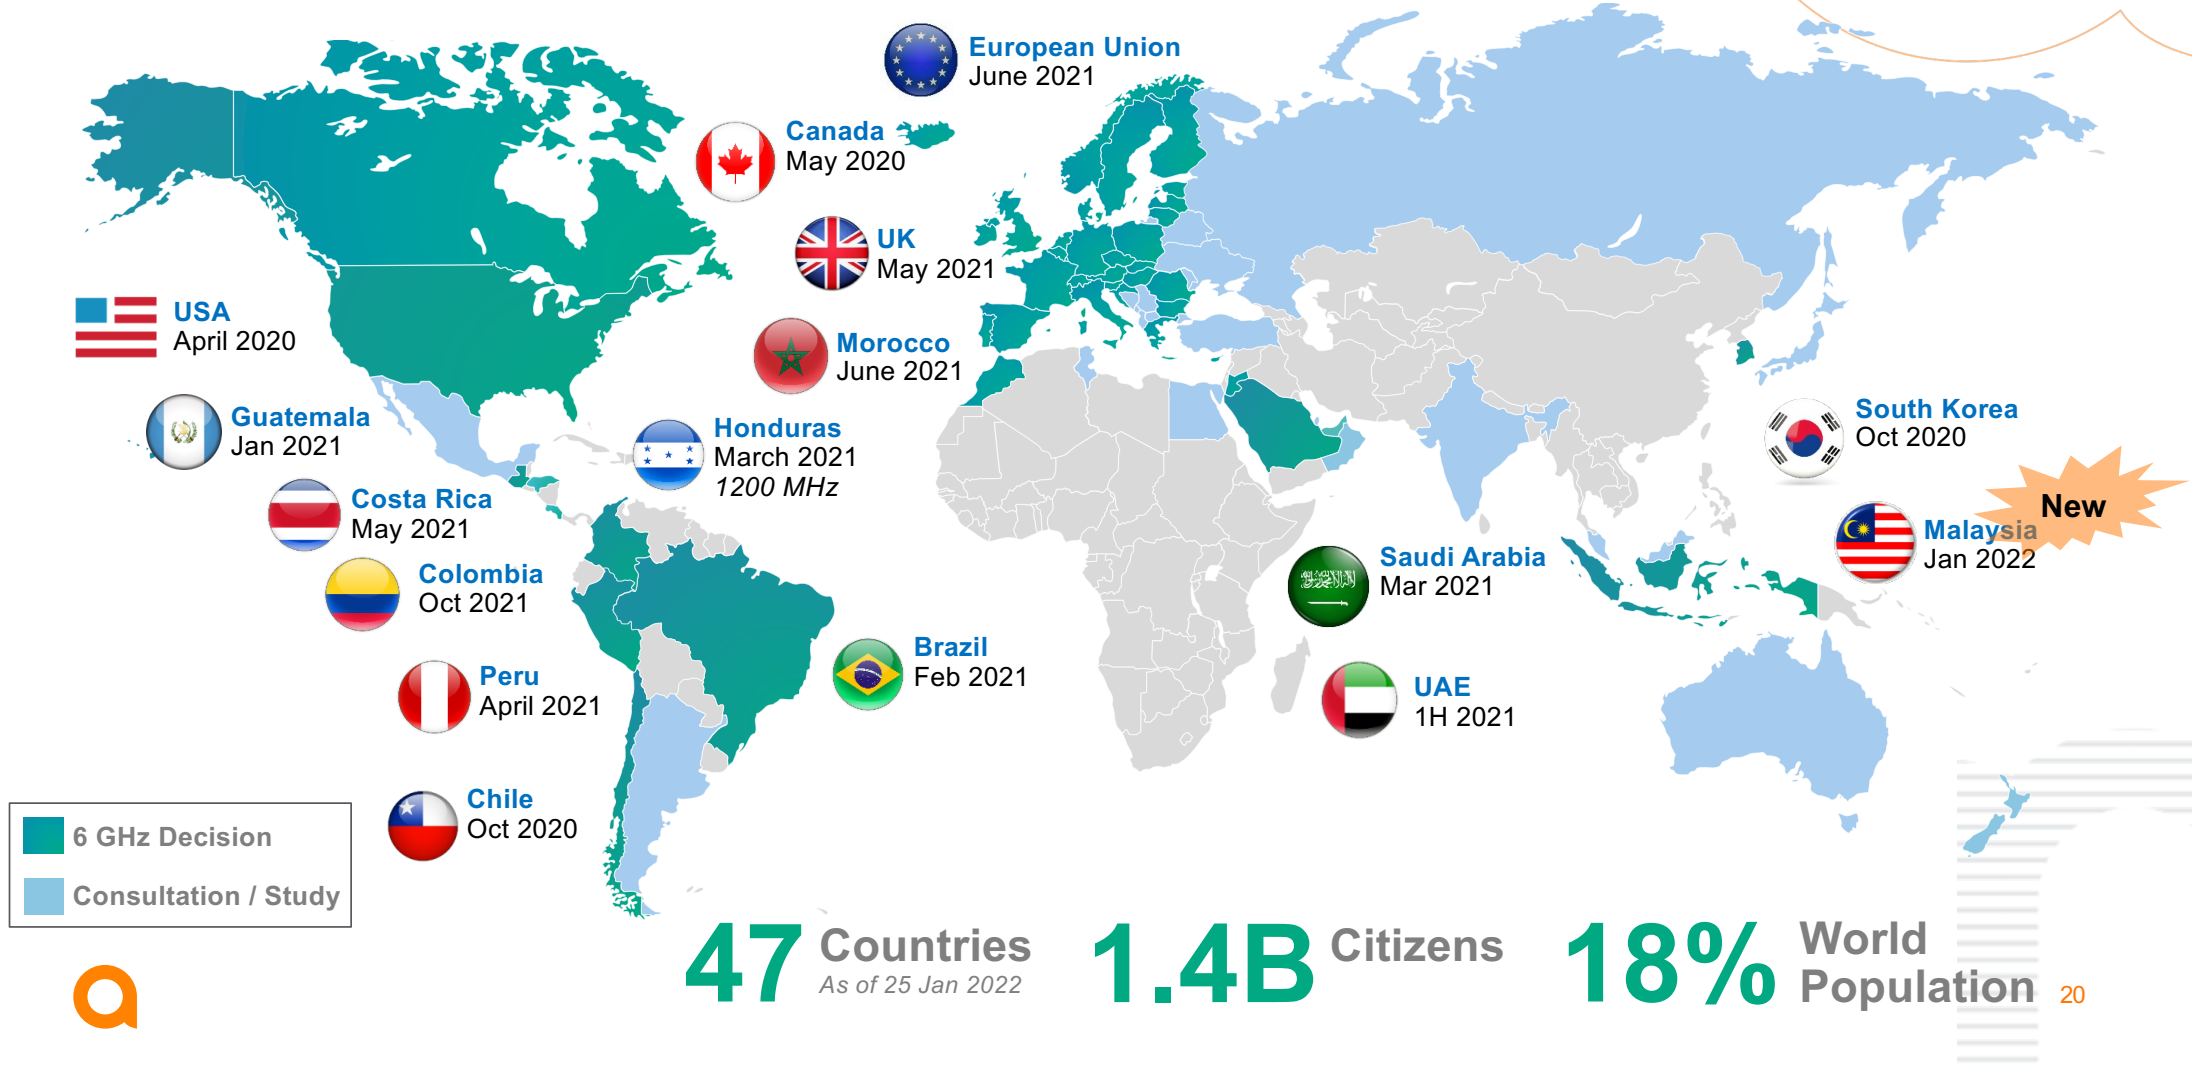 European Union
June 2021
Canada
May 2020
UK
May 2021
USA
April 2020
Morocco
June 2021
Guatemala
Jan 2021
Honduras
March 2021
1200 MHz
South Korea
Oct 2020
New
Costa Rica
May 2021
Malaysia
Jan 2022
Colombia
Oct 2021
Saudi Arabia
Mar 2021
Brazil
Feb 2021
Peru
April 2021
UAE
1H 2021
Chile
Oct 2020
6 GHz Decision
Consultation / Study
47 Countries
As of 25 Jan 2022
1.4B Citizens
18% World
Population
20